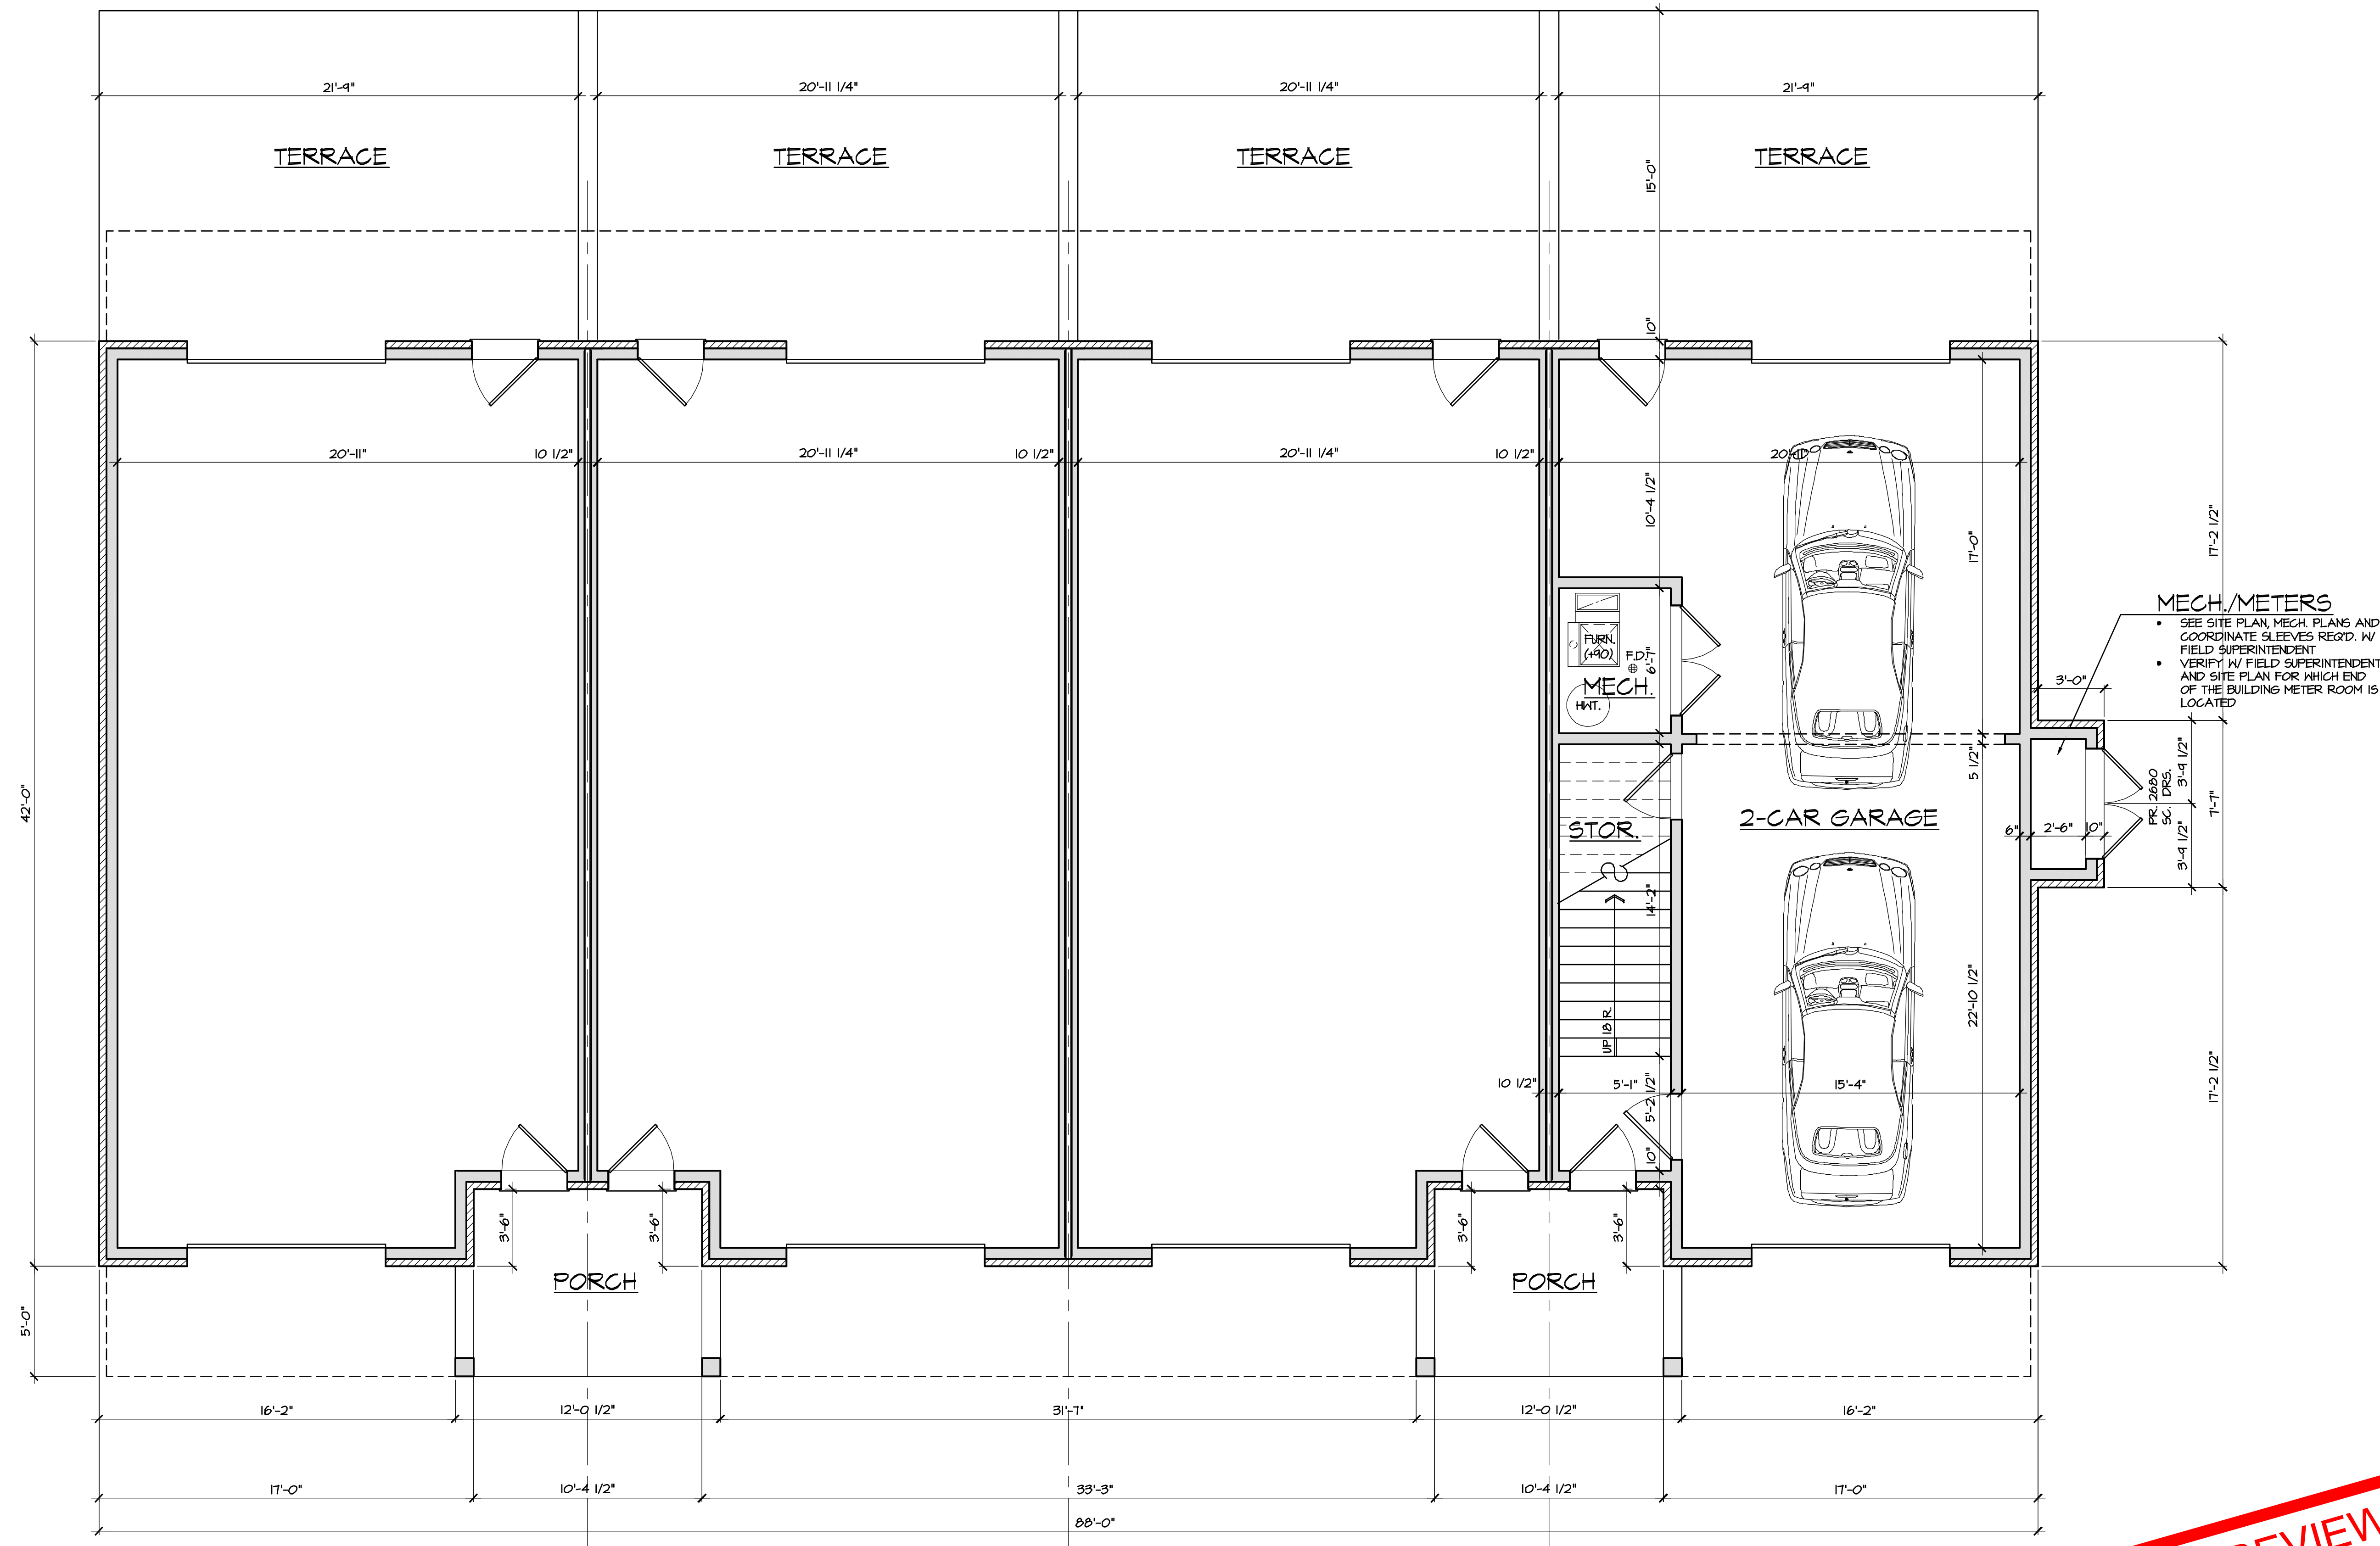 21'-9"
20'-11 1/4"
20'-11 1/4"
21'-9"
TERRACE
TERRACE
TERRACE
TERRACE
15'-0"
10"
20'-11"
10 1/2"
20'-11 1/4"
10 1/2"
20'-11 1/4"
10 1/2"
20'-11"
10'-4 1/2"
17'-0"
17'-2 1/2"
MECH./METERS
• SEE SITE PLAN, MECH. PLANS AND
COORDINATE SLEEVES REQ'D. W/
FIELD SUPERINTENDENT
• VERIFY W/ FIELD SUPERINTENDENT
AND SITE PLAN FOR WHICH END
OF THE BUILDING METER ROOM IS
LOCATED
FURN.
(+90)
F.D.
6'-7"
MECH.
HWT.
3'-0"
5 1/2"
PR. 2680
SC. DRS.
3'-9 1/2"
7'-7"
3'-9 1/2"
42'-0"
2-CAR GARAGE
STOR.
6"
2'-6"
10"
14'-2"
UP 18 R.
22'-10 1/2"
17'-2 1/2"
10 1/2"
5'-1"
5'-2 1/2"
15'-4"
10"
3'-6"
3'-6"
3'-6"
3'-6"
PORCH
PORCH
5'-0"
16'-2"
12'-0 1/2"
31'-7"
12'-0 1/2"
16'-2"
17'-0"
10'-4 1/2"
33'-3"
10'-4 1/2"
17'-0"
88'-0"